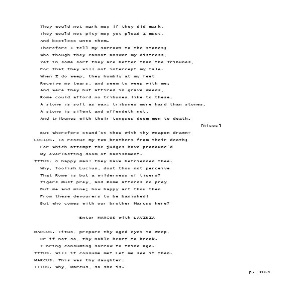 They would not mark me; if they did mark,
They would not pity me; yet plead I must,
And bootless unto them.
Therefore I tell my sorrows to the stones;
Who though they cannot answer my distress,
Yet in some sort they are better than the tribunes,
For that they will not intercept my tale.
When I do weep, they humbly at my feet
Receive my tears, and seem to weep with me;
And were they but attired in grave weeds,
Rome could afford no tribunes like to these.
A stone is soft as wax: tribunes more hard than stones.
A stone is silent and offendeth not,
And tribunes with their tongues doom men to death.
[Rises]
But wherefore stand'st thou with thy weapon drawn?
LUCIUS. To rescue my two brothers from their death;
For which attempt the judges have pronounc'd
My everlasting doom of banishment.
TITUS. O happy man! they have befriended thee.
Why, foolish Lucius, dost thou not perceive
That Rome is but a wilderness of tigers?
Tigers must prey, and Rome affords no prey
But me and mine; how happy art thou then
From these devourers to be banished!
But who comes with our brother Marcus here?
Enter MARCUS with LAVINIA
MARCUS. Titus, prepare thy aged eyes to weep,
Or if not so, thy noble heart to break.
I bring consuming sorrow to thine age.
TITUS. Will it consume me? Let me see it then.
MARCUS. This was thy daughter.
TITUS. Why, Marcus, so she is.